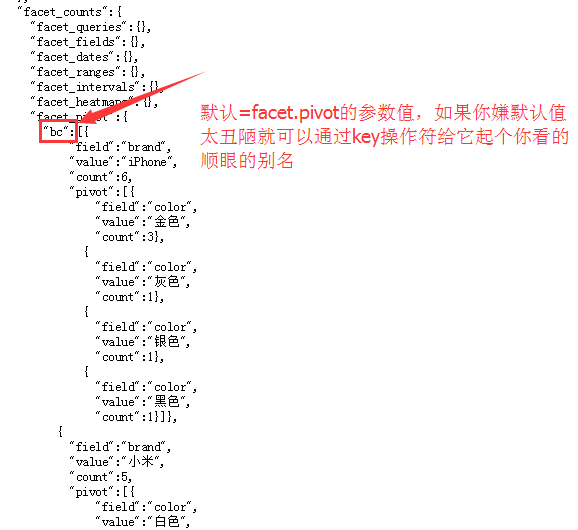 "facet_counts":{
"facet_queries":{},
"facet_fields":{},
"facet_dates":{},
"facet_ranges":{},
"facet_intervals":{},
"facet_heatmaps":{},
"facet_pivot":{
"bc":[{
默认=facet.pivot的参数值，如果你嫌默认值
太丑陋就可以通过key操作符给它起个你看的
顺眼的别名
"field":"brand",
"value":"iPhone",
"count":6,
"pivot":[{
"field":"color",
"value":"金色",
"count":3},
{
"field":"color",
"value":"灰色",
"count":1},
{
"field":"color",
"value":"银色",
"count":1},
{
"field":"color",
"value":"黑色",
"count":1}]},
{
"field":"brand",
"value":"小米",
"count":5,
"pivot":[{
"field":"color",
"value":"白色",